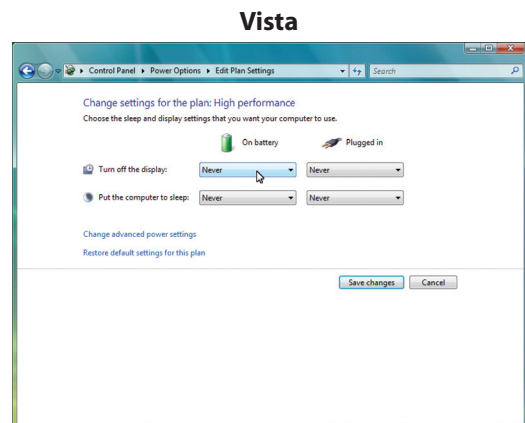 Vista
Control Panel ▸ Power Options ▸ Edit Plan Settings
Search
Change settings for the plan: High performance
Choose the sleep and display settings that you want your computer to use.
On battery Plugged in
Turn off the display: Never Never
Put the computer to sleep: Never Never
Change advanced power settings
Restore default settings for this plan
Save changes Cancel